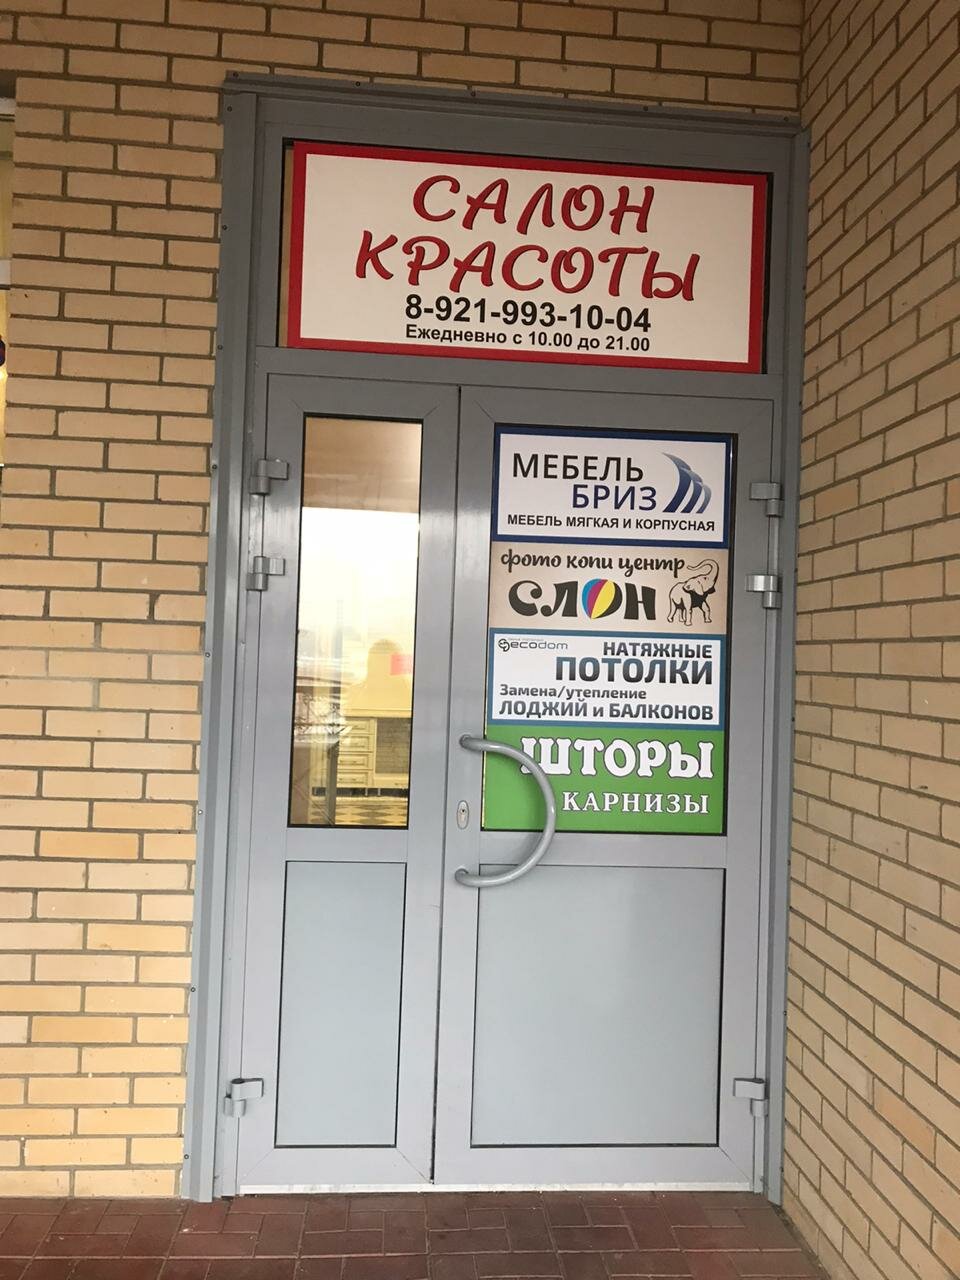 САЛОН
КРАСОТЫ
8-921-993-10-04
Ежедневно с 10.00 до 21.00
МЕБЕЛЬ
БРИЗ
МЕБЕЛЬ МЯГКАЯ И КОРПУСНАЯ
фото копи центр
СЛОН
ecodom
НАТЯЖНЫЕ
ПОТОЛКИ
Замена/утепление
ЛОДЖИЙ и БАЛКОНОВ
ШТОРЫ
КАРНИЗЫ